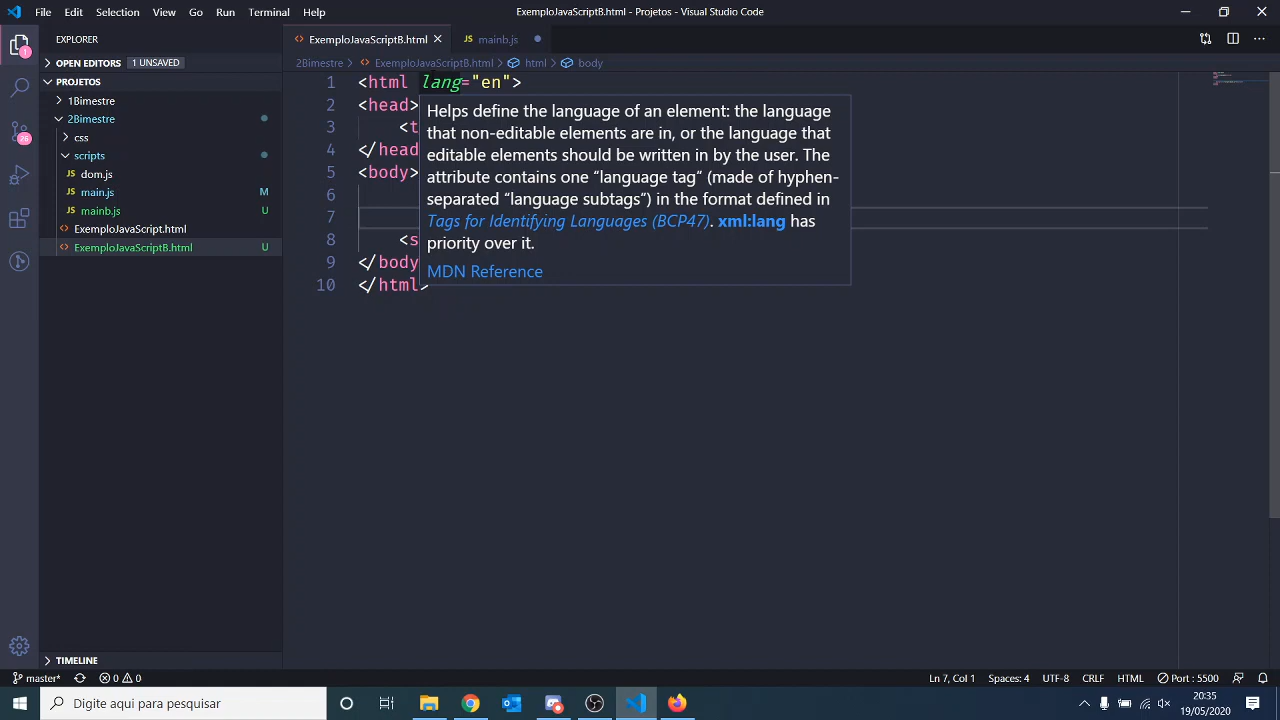 File Edit Selection View Go Run Terminal Help ExemploJavaScriptB.html - Projetos - Visual Studio Code
EXPLORER
OPEN EDITORS 1 UNSAVED
PROJETOS
1Bimestre
2Bimestre
css
scripts
dom.js
main.js M
mainb.js U
ExemploJavaScript.html
ExemploJavaScriptB.html U
TIMELINE
1
26
ExemploJavaScriptB.html JS mainb.js
2Bimestre > ExemploJavaScriptB.html > html > body
1 <html lang="en">
2 <head>
3 <t
4 </head
5 <body>
6
7
8 <s
9 </body
10 </html>
Helps define the language of an element: the language
that non-editable elements are in, or the language that
editable elements should be written in by the user. The
attribute contains one “language tag” (made of hyphen-
separated “language subtags”) in the format defined in
Tags for Identifying Languages (BCP47). xml:lang has
priority over it.
MDN Reference
master* 0 0 Ln 7, Col 1 Spaces: 4 UTF-8 CRLF HTML Port : 5500
Digite aqui para pesquisar
20:35
19/05/2020